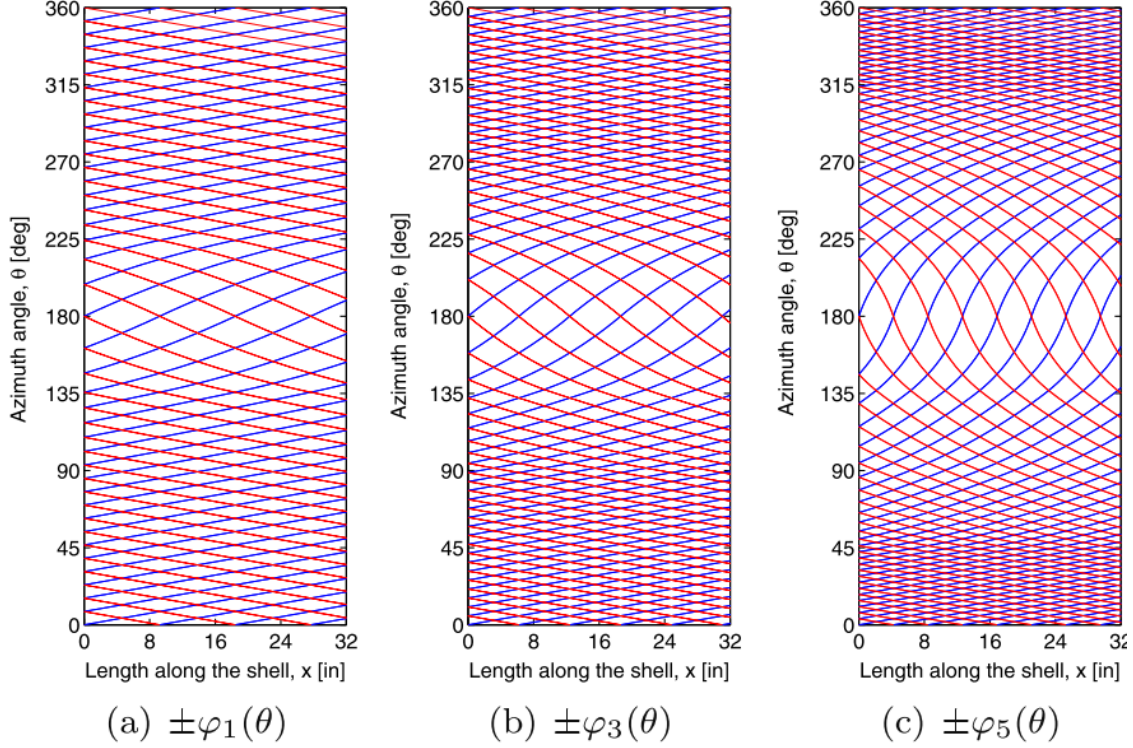 360
315
270
225
180
135
90
45
0
0 8 16 24 32
Azimuth angle, θ [deg]
Length along the shell, x [in]
(a) ±φ₁(θ)
360
315
270
225
180
135
90
45
0
0 8 16 24 32
Azimuth angle, θ [deg]
Length along the shell, x [in]
(b) ±φ₃(θ)
360
315
270
225
180
135
90
45
0
0 8 16 24 32
Azimuth angle, θ [deg]
Length along the shell, x [in]
(c) ±φ₅(θ)